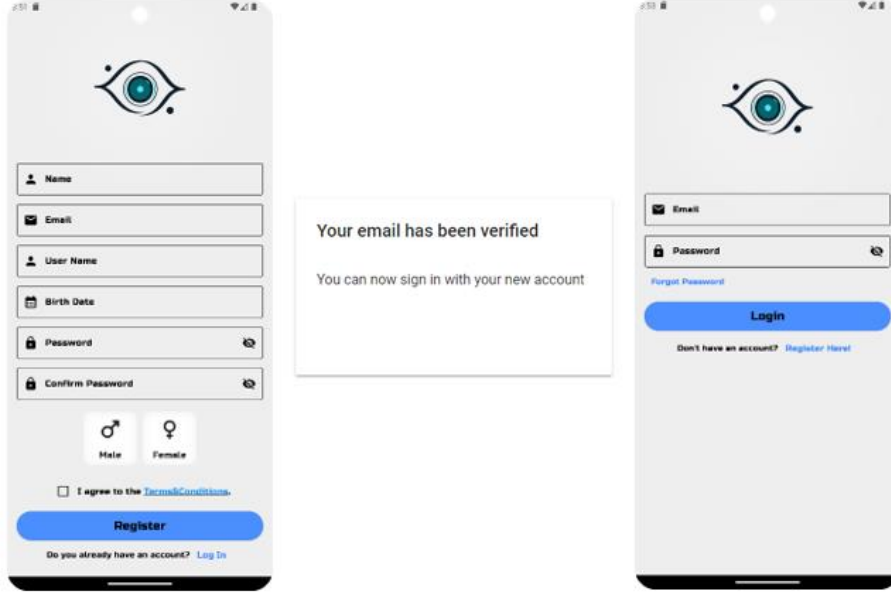 Name
Email
User Name
Birth Date
Password
Confirm Password
Male Female
I agree to the Terms&Conditions.
Register
Do you already have an account? Log In
Your email has been verified
You can now sign in with your new account
Email
Password
Forgot Password
Login
Don't have an account? Register Here!